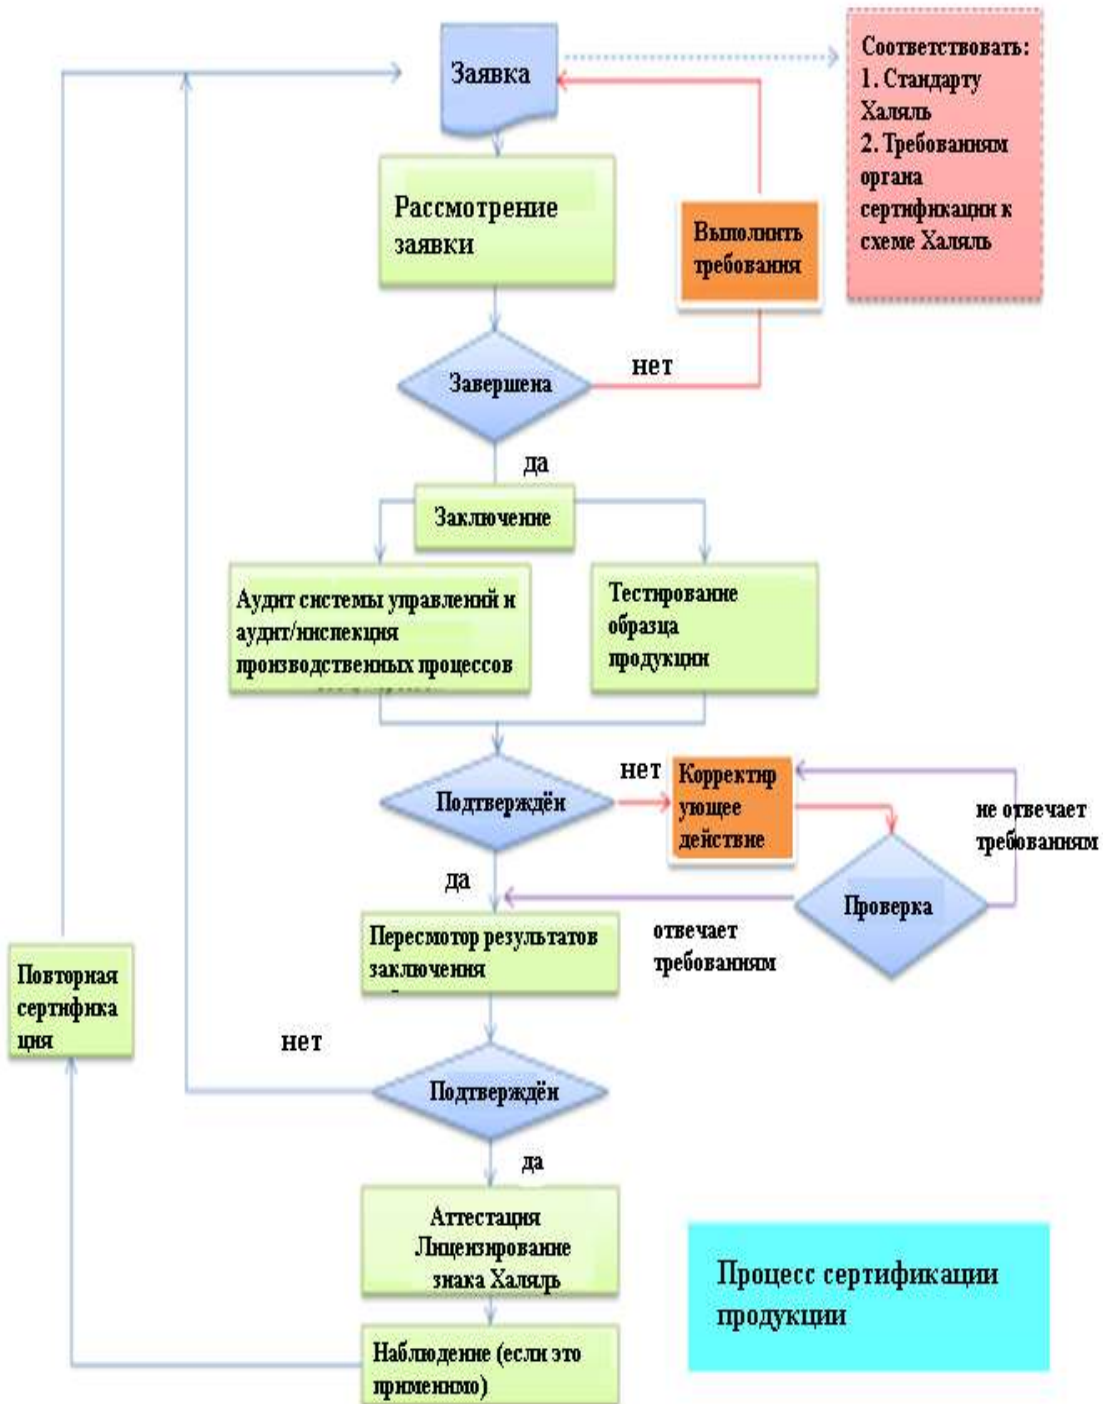 Заявка
Соответствовать:
1. Стандарту
Халяль
2. Требованиям
органа
сертификации к
схеме Халяль
Рассмотрение
заявки
Выполнить
требования
Завершена
нет
да
Заключение
Аудит системы управлений и
аудит/инспекция
производственных процессов
Тестирование
образца
продукции
Подтверждён
нет
Корректир
ующее
действие
не отвечает
требованиям
да
Проверка
Пересмотор результатов
заключения
отвечает
требованиям
Повторная
сертифика
ция
нет
Подтверждён
да
Аттестация
Лицензирование
знака Халяль
Процесс сертификации
продукции
Наблюдение (если это
применимо)